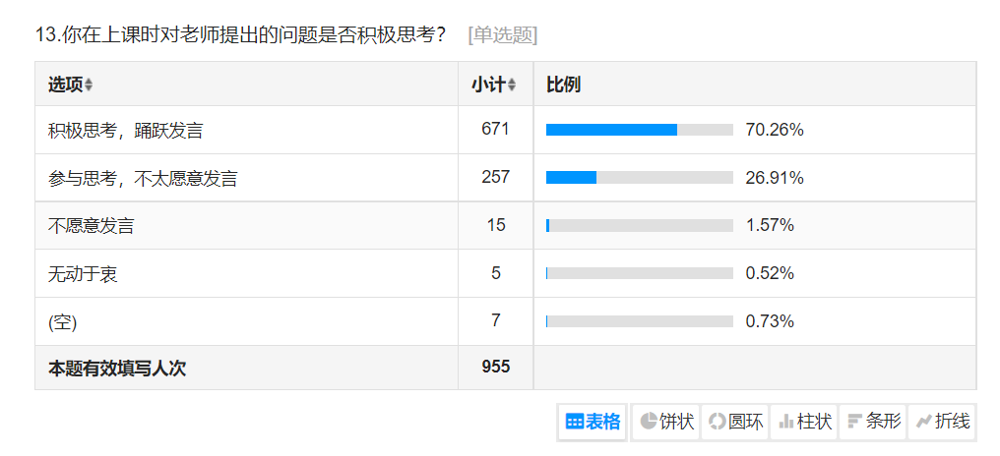 13.你在上课时对老师提出的问题是否积极思考？ [单选题]
选项 小计 比例
积极思考，踊跃发言 671 70.26%
参与思考，不太愿意发言 257 26.91%
不愿意发言 15 1.57%
无动于衷 5 0.52%
(空) 7 0.73%
本题有效填写人次 955
表格 饼状 圆环 柱状 条形 折线